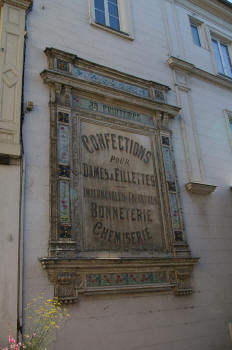 AU PRINTEMPS
CONFECTIONS
POUR
DAMES & FILLETTES
BONNETERIE
CHEMISERIE